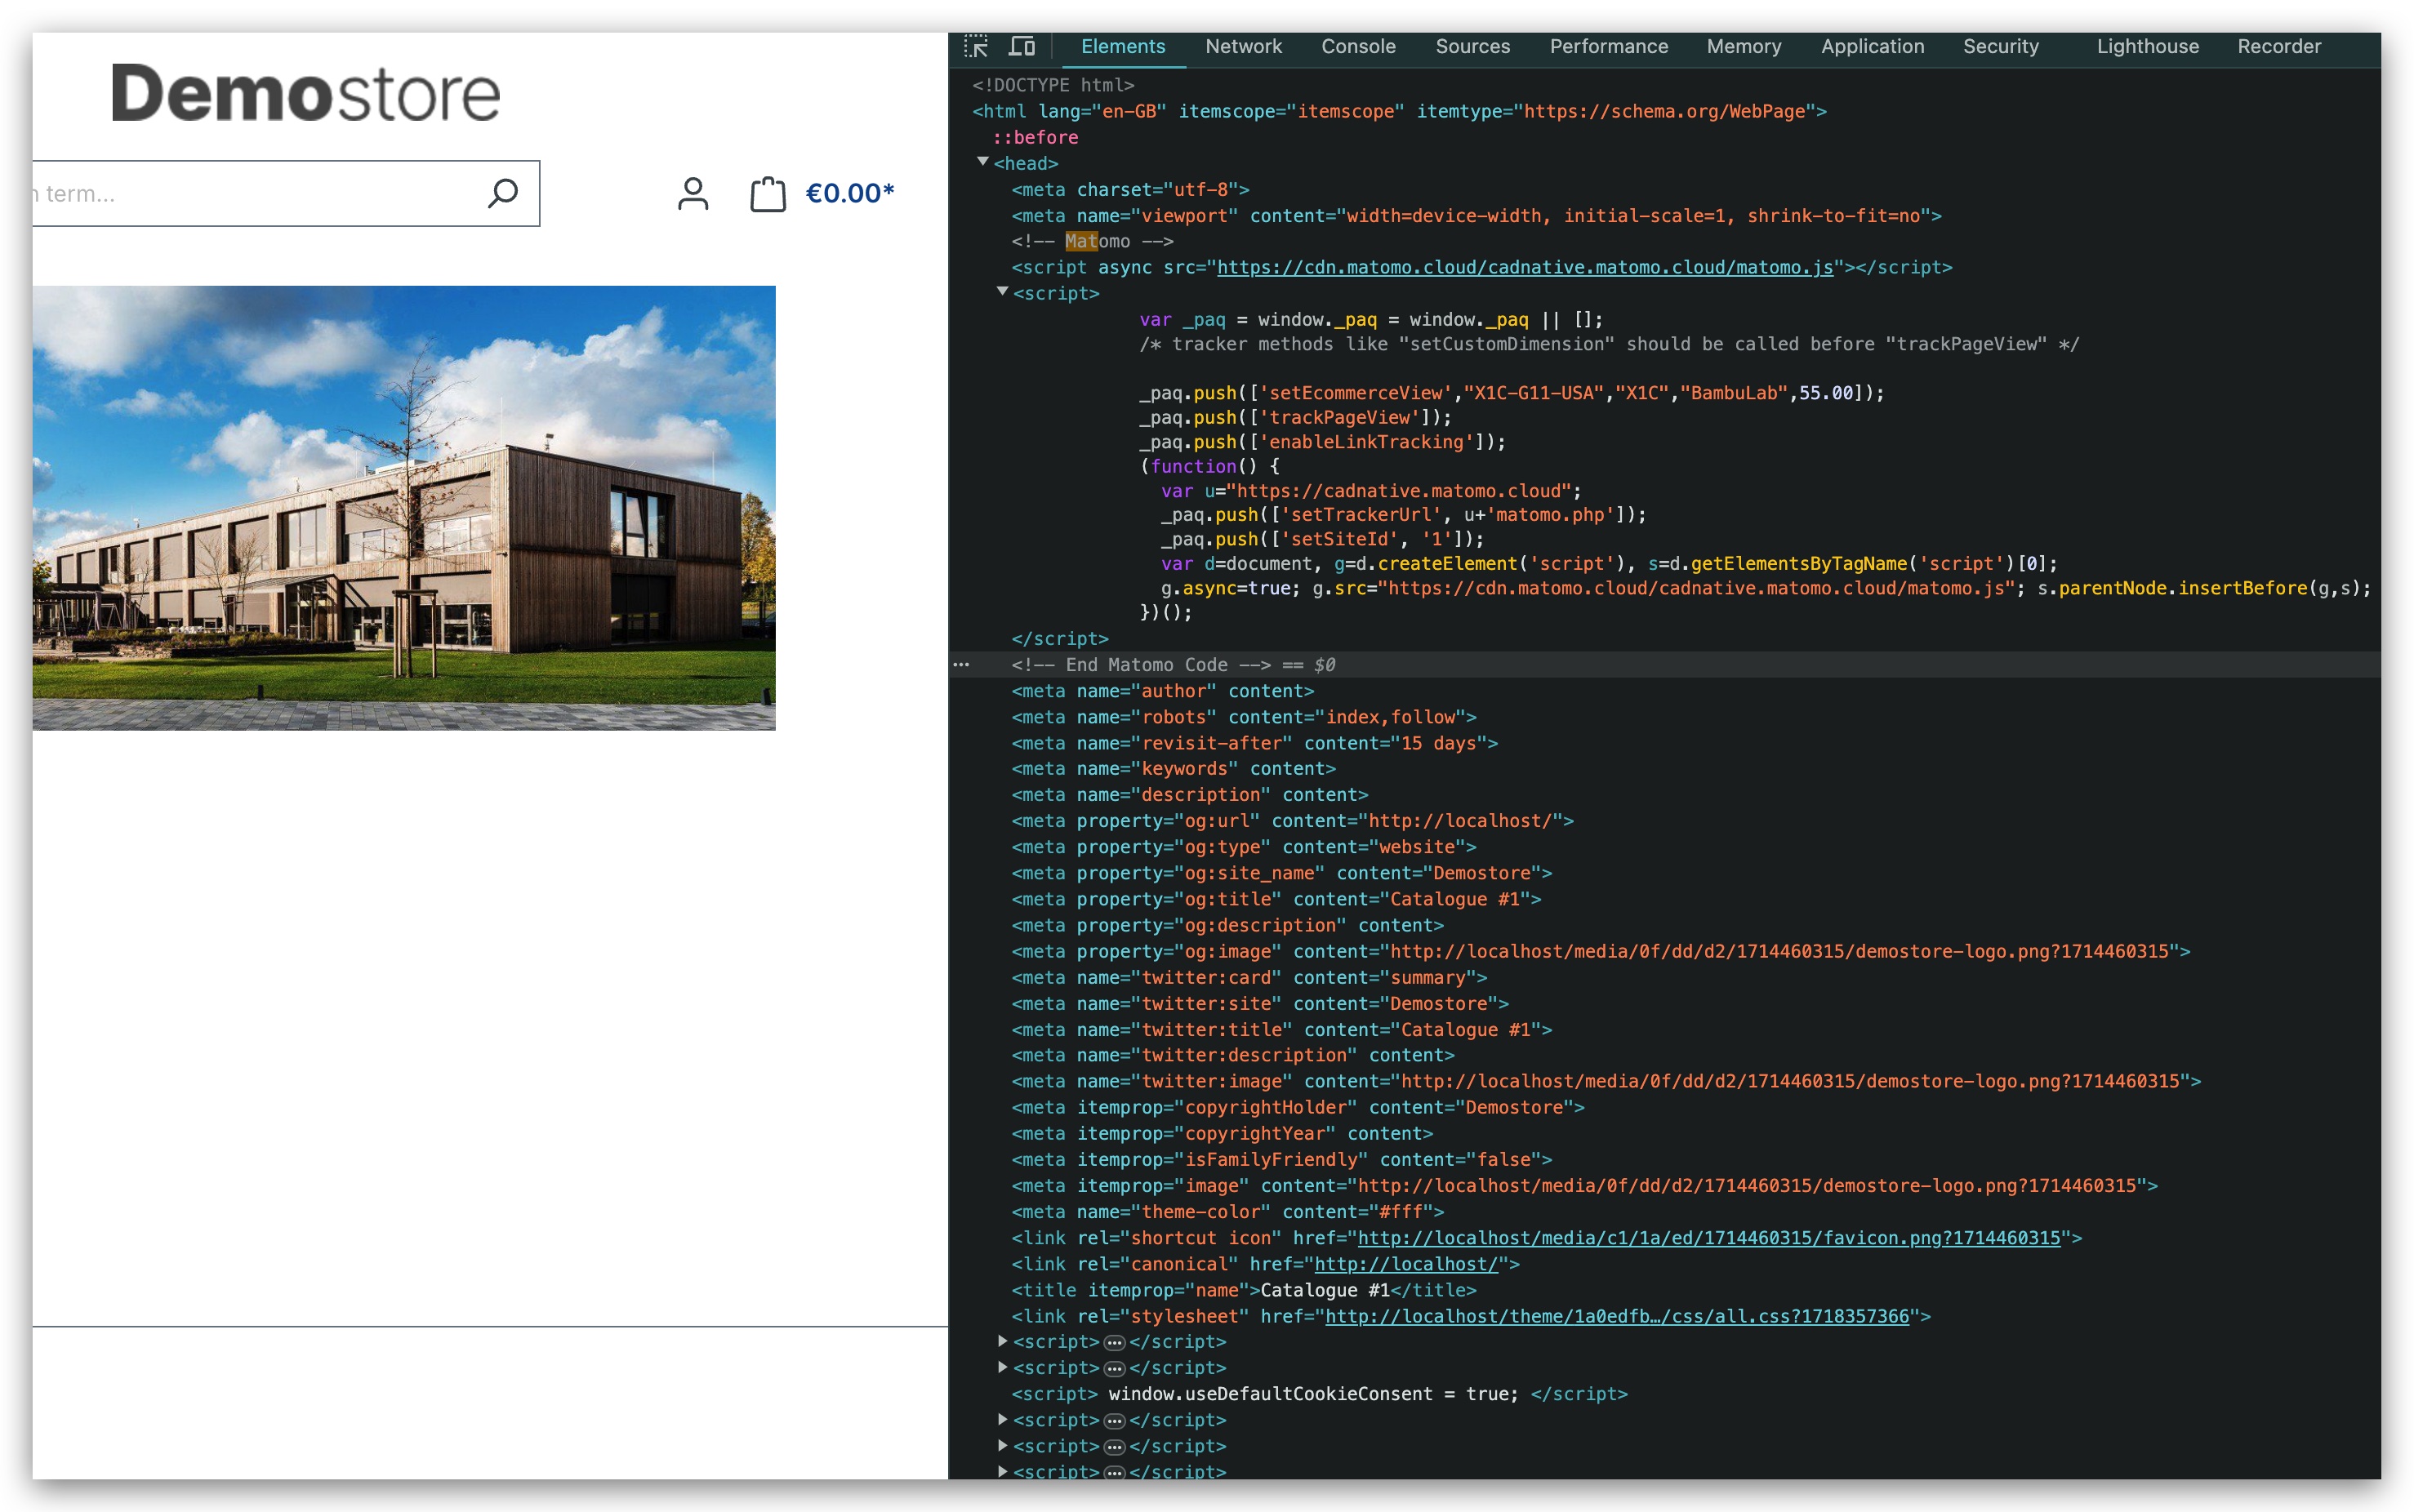 Demostore
term...
€0.00*
Elements Network Console Sources Performance Memory Application Security Lighthouse Recorder
<!DOCTYPE html>
<html lang="en-GB" itemscope="itemscope" itemtype="https://schema.org/WebPage">
::before
<head>
<meta charset="utf-8">
<meta name="viewport" content="width=device-width, initial-scale=1, shrink-to-fit=no">
<!-- Matomo -->
<script async src="https://cdn.matomo.cloud/cadnative.matomo.cloud/matomo.js"></script>
<script>
var _paq = window._paq = window._paq || [];
/* tracker methods like "setCustomDimension" should be called before "trackPageView" */
_paq.push(['setEcommerceView',"X1C-G11-USA","X1C","BambuLab",55.00]);
_paq.push(['trackPageView']);
_paq.push(['enableLinkTracking']);
(function() {
var u="https://cadnative.matomo.cloud";
_paq.push(['setTrackerUrl', u+'matomo.php']);
_paq.push(['setSiteId', '1']);
var d=document, g=d.createElement('script'), s=d.getElementsByTagName('script')[0];
g.async=true; g.src="https://cdn.matomo.cloud/cadnative.matomo.cloud/matomo.js"; s.parentNode.insertBefore(g,s);
})();
</script>
<!-- End Matomo Code --> == $0
<meta name="author" content>
<meta name="robots" content="index,follow">
<meta name="revisit-after" content="15 days">
<meta name="keywords" content>
<meta name="description" content>
<meta property="og:url" content="http://localhost/">
<meta property="og:type" content="website">
<meta property="og:site_name" content="Demostore">
<meta property="og:title" content="Catalogue #1">
<meta property="og:description" content>
<meta property="og:image" content="http://localhost/media/0f/dd/d2/1714460315/demostore-logo.png?1714460315">
<meta name="twitter:card" content="summary">
<meta name="twitter:site" content="Demostore">
<meta name="twitter:title" content="Catalogue #1">
<meta name="twitter:description" content>
<meta name="twitter:image" content="http://localhost/media/0f/dd/d2/1714460315/demostore-logo.png?1714460315">
<meta itemprop="copyrightHolder" content="Demostore">
<meta itemprop="copyrightYear" content>
<meta itemprop="isFamilyFriendly" content="false">
<meta itemprop="image" content="http://localhost/media/0f/dd/d2/1714460315/demostore-logo.png?1714460315">
<meta name="theme-color" content="#fff">
<link rel="shortcut icon" href="http://localhost/media/c1/1a/ed/1714460315/favicon.png?1714460315">
<link rel="canonical" href="http://localhost/">
<title itemprop="name">Catalogue #1</title>
<link rel="stylesheet" href="http://localhost/theme/1a0edfb…/css/all.css?1718357366">
<script>…</script>
<script>…</script>
<script> window.useDefaultCookieConsent = true; </script>
<script>…</script>
<script>…</script>
<script>…</script>